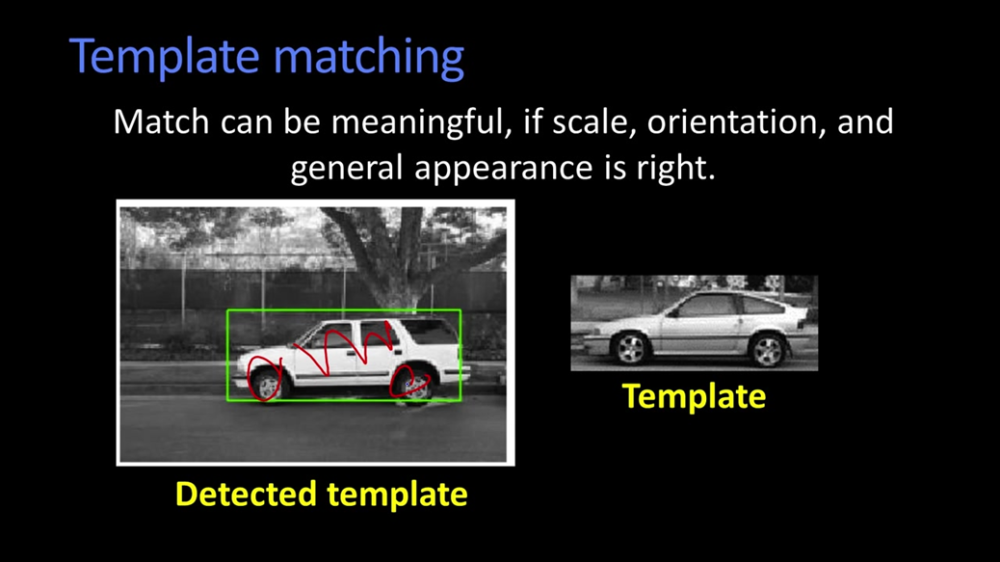 Template matching
Match can be meaningful, if scale, orientation, and
general appearance is right.
Template
Detected template